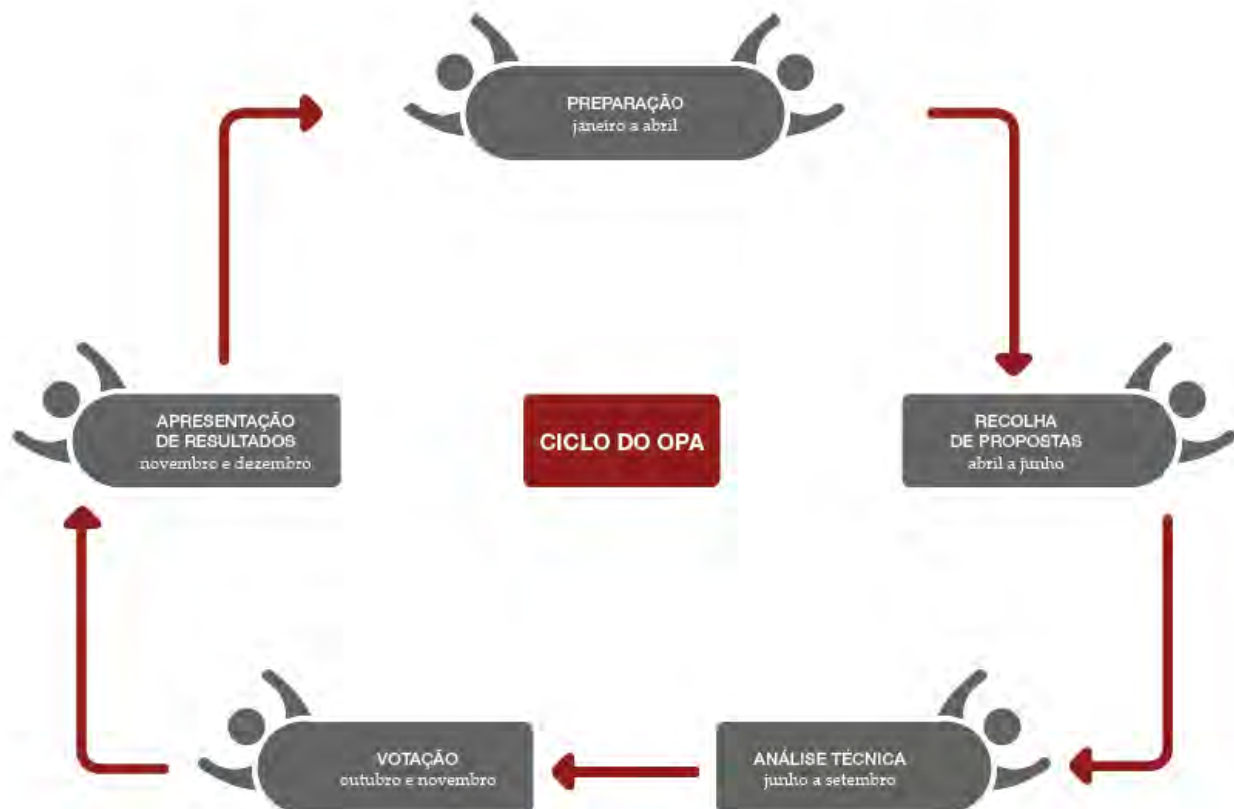 PREPARAÇÃO
janeiro a abril
RECOLHA
DE PROPOSTAS
abril a junho
ANÁLISE TÉCNICA
junho a setembro
VOTAÇÃO
outubro e novembro
APRESENTAÇÃO
DE RESULTADOS
novembro e dezembro
CICLO DO OPA